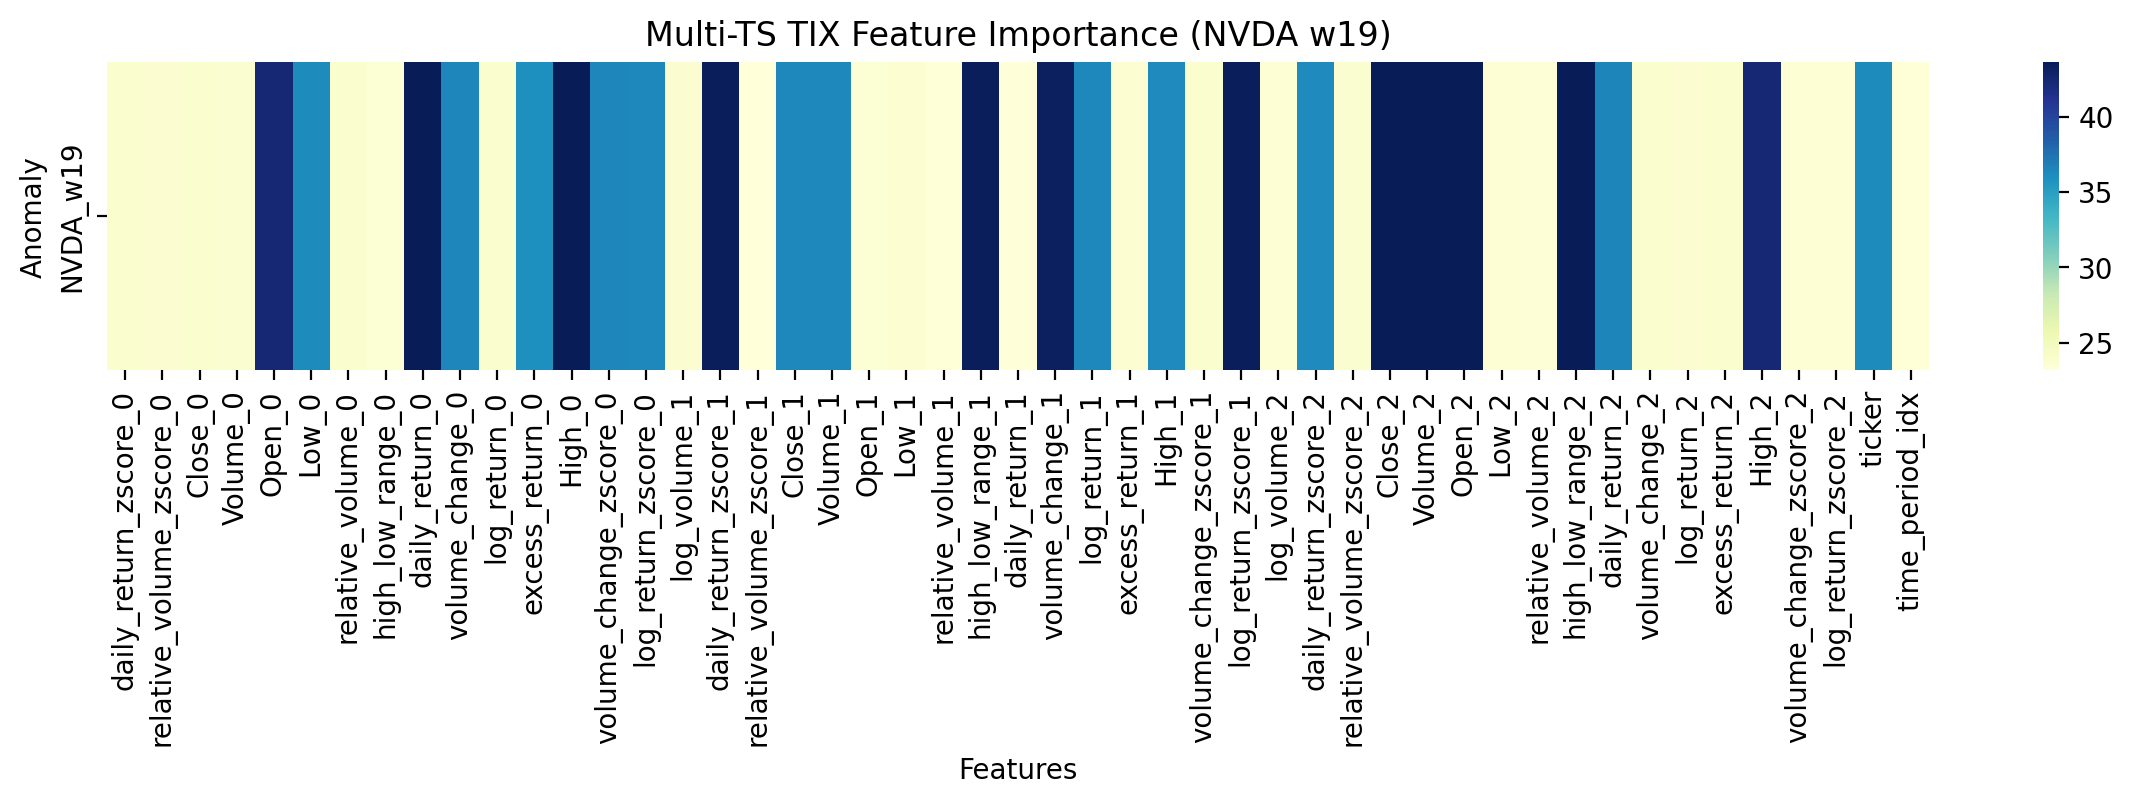 Multi-TS TIX Feature Importance (NVDA w19)
Anomaly
NVDA_w19
40
35
30
25
daily_return_zscore_0
relative_volume_zscore_0
Close_0
Volume_0
Open_0
Low_0
relative_volume_0
high_low_range_0
daily_return_0
volume_change_0
log_return_0
excess_return_0
High_0
volume_change_zscore_0
log_return_zscore_0
log_volume_1
daily_return_zscore_1
relative_volume_zscore_1
Close_1
Volume_1
Open_1
Low_1
relative_volume_1
high_low_range_1
daily_return_1
volume_change_1
log_return_1
excess_return_1
High_1
volume_change_zscore_1
log_return_zscore_1
log_volume_2
daily_return_zscore_2
relative_volume_zscore_2
Close_2
Volume_2
Open_2
Low_2
relative_volume_2
high_low_range_2
daily_return_2
volume_change_2
log_return_2
excess_return_2
High_2
volume_change_zscore_2
log_return_zscore_2
ticker
time_period_idx
Features